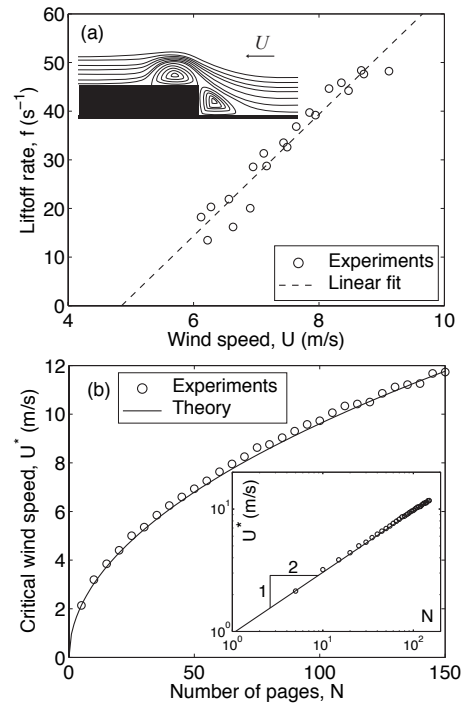 (a)
U
Liftoff rate, f (s⁻¹)
60
50
40
30
20
10
0
Experiments
Linear fit
4
6
8
10
Wind speed, U (m/s)
(b)
Experiments
Theory
Critical wind speed, U* (m/s)
12
10
8
6
4
2
0
U* (m/s)
10¹
10⁰
2
1
N
10⁰
10¹
10²
0
50
100
150
Number of pages, N